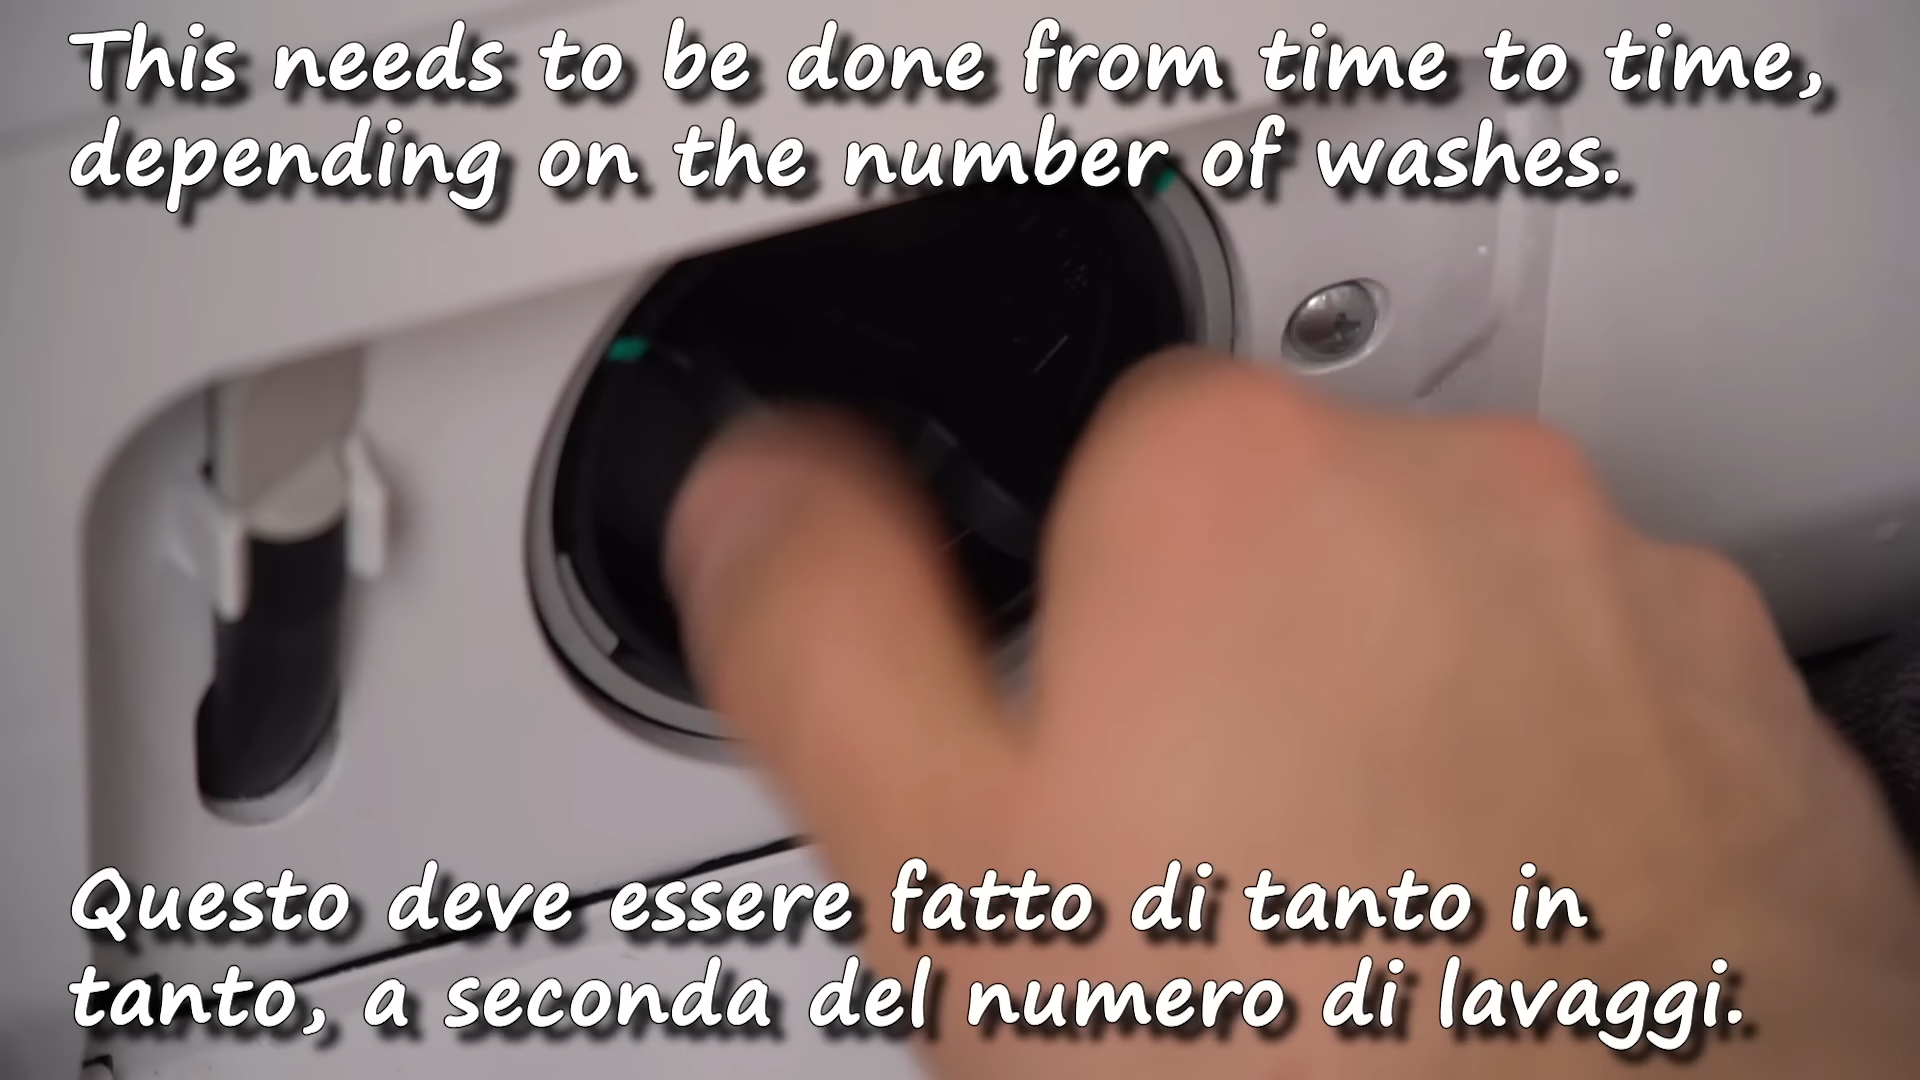 This needs to be done from time to time,
depending on the number of washes.
Questo deve essere fatto di tanto in
tanto, a seconda del numero di lavaggi.